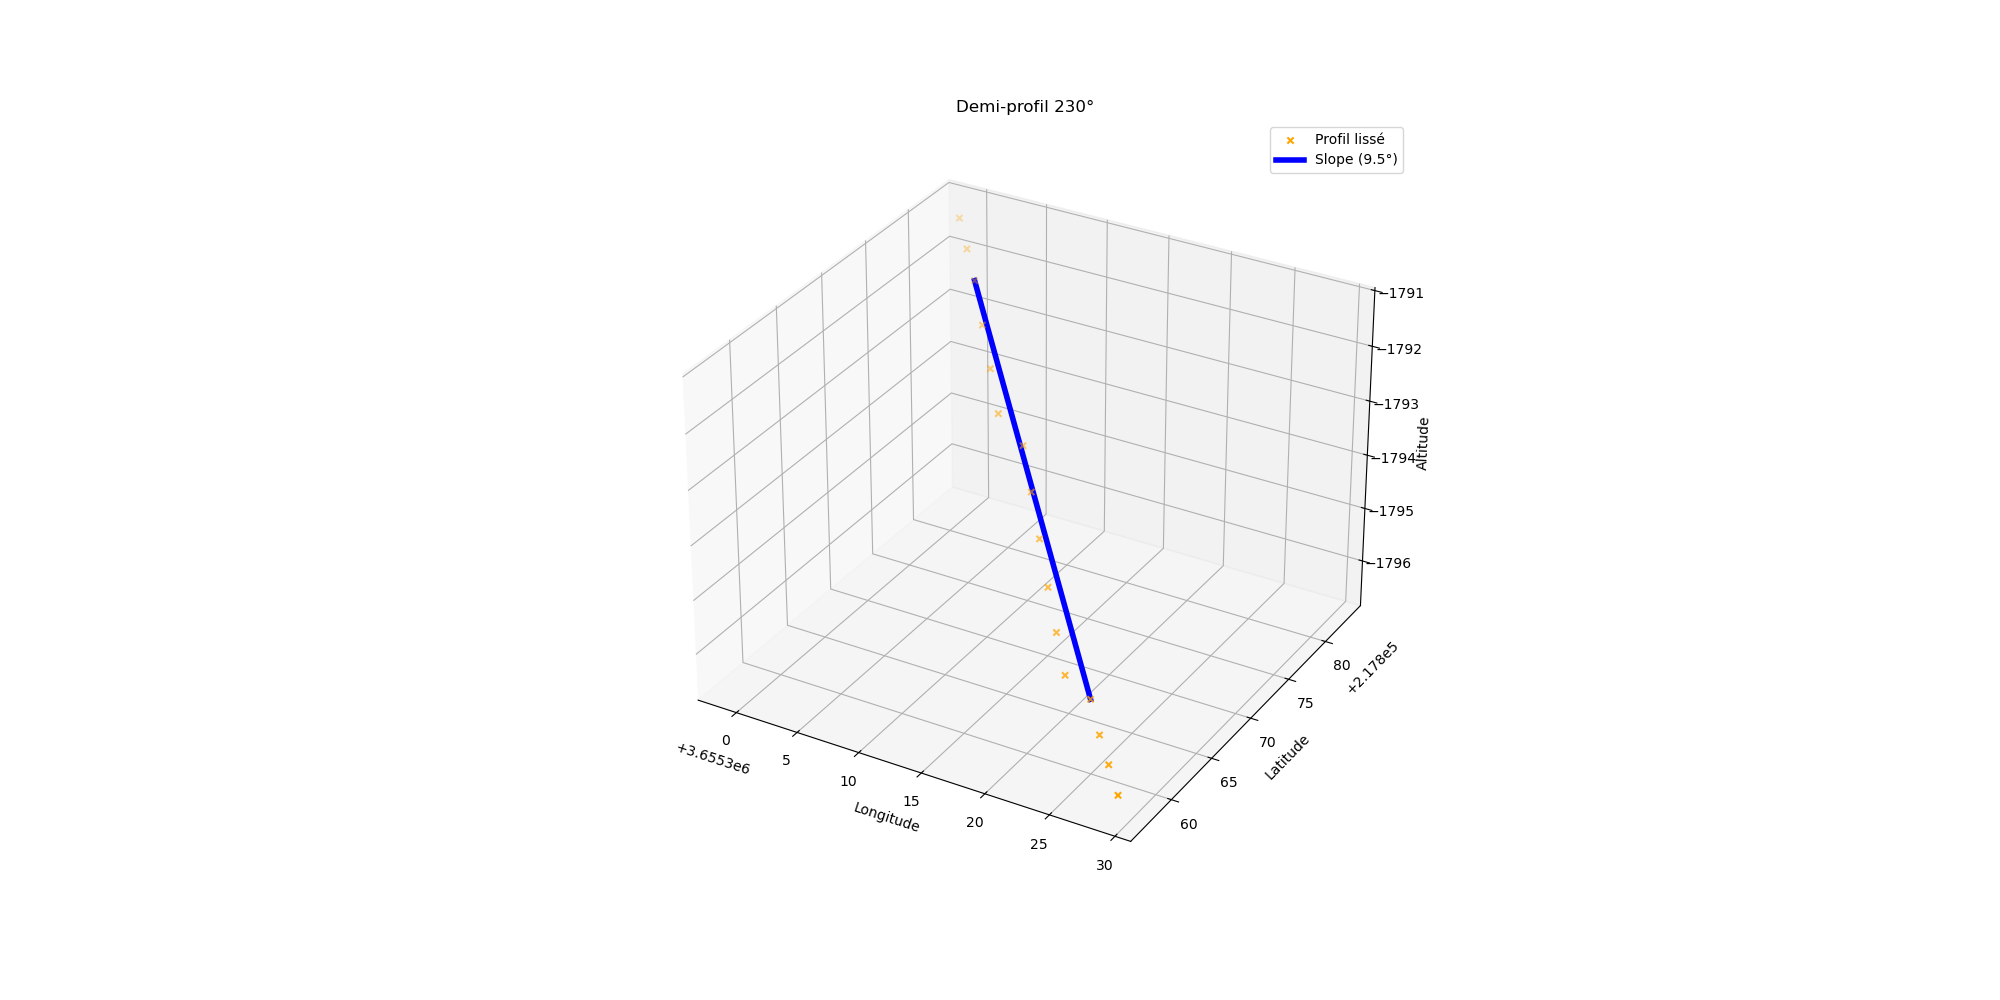 Demi-profil 230°
Profil lissé
Slope (9.5°)
−1791
−1792
−1793
−1794
−1795
−1796
Altitude
80
75
70
65
60
+2.178e5
Latitude
0
5
10
15
20
25
30
+3.6553e6
Longitude